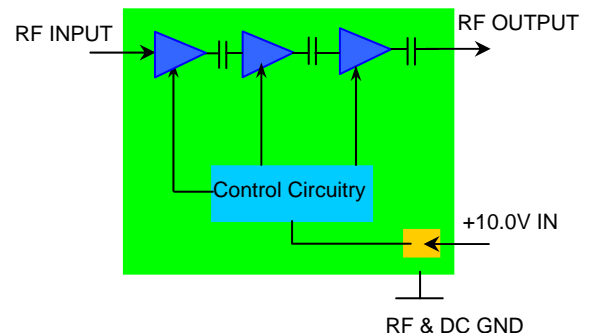 RF INPUT
RF OUTPUT
Control Circuitry
+10.0V IN
RF & DC GND